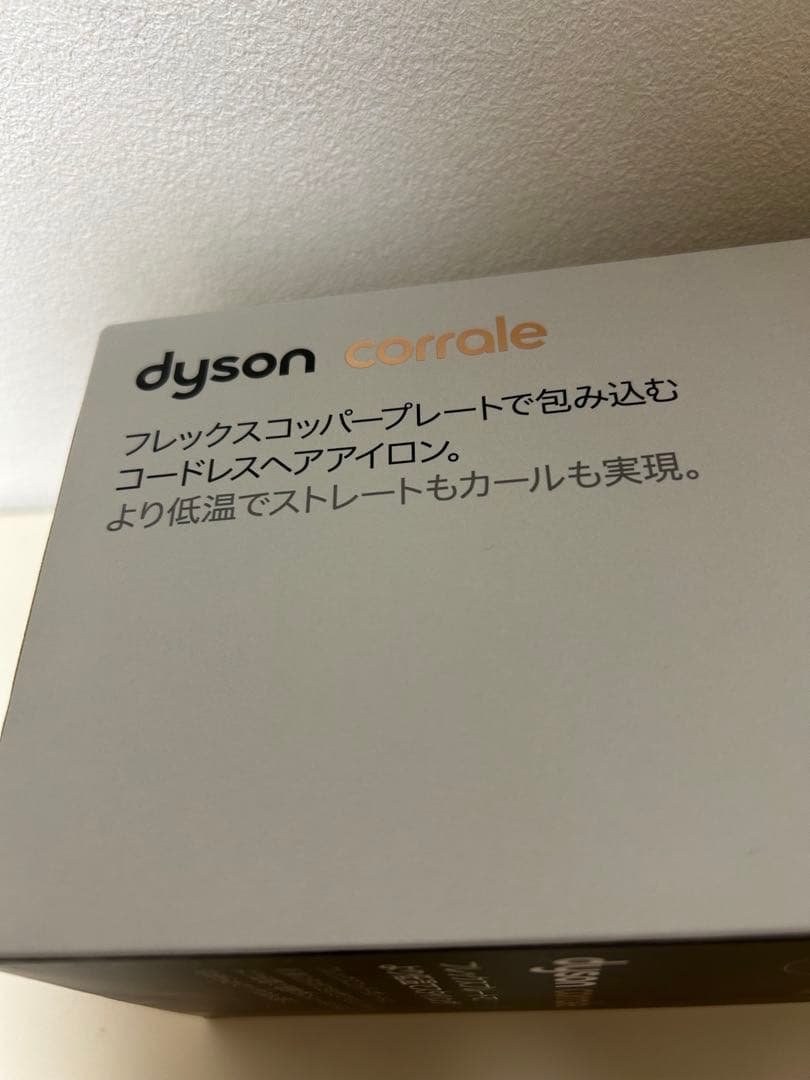 dyson corrale
フレックスコッパープレートで包み込む
コードレスヘアアイロン。
より低温でストレートもカールも実現。
dyson